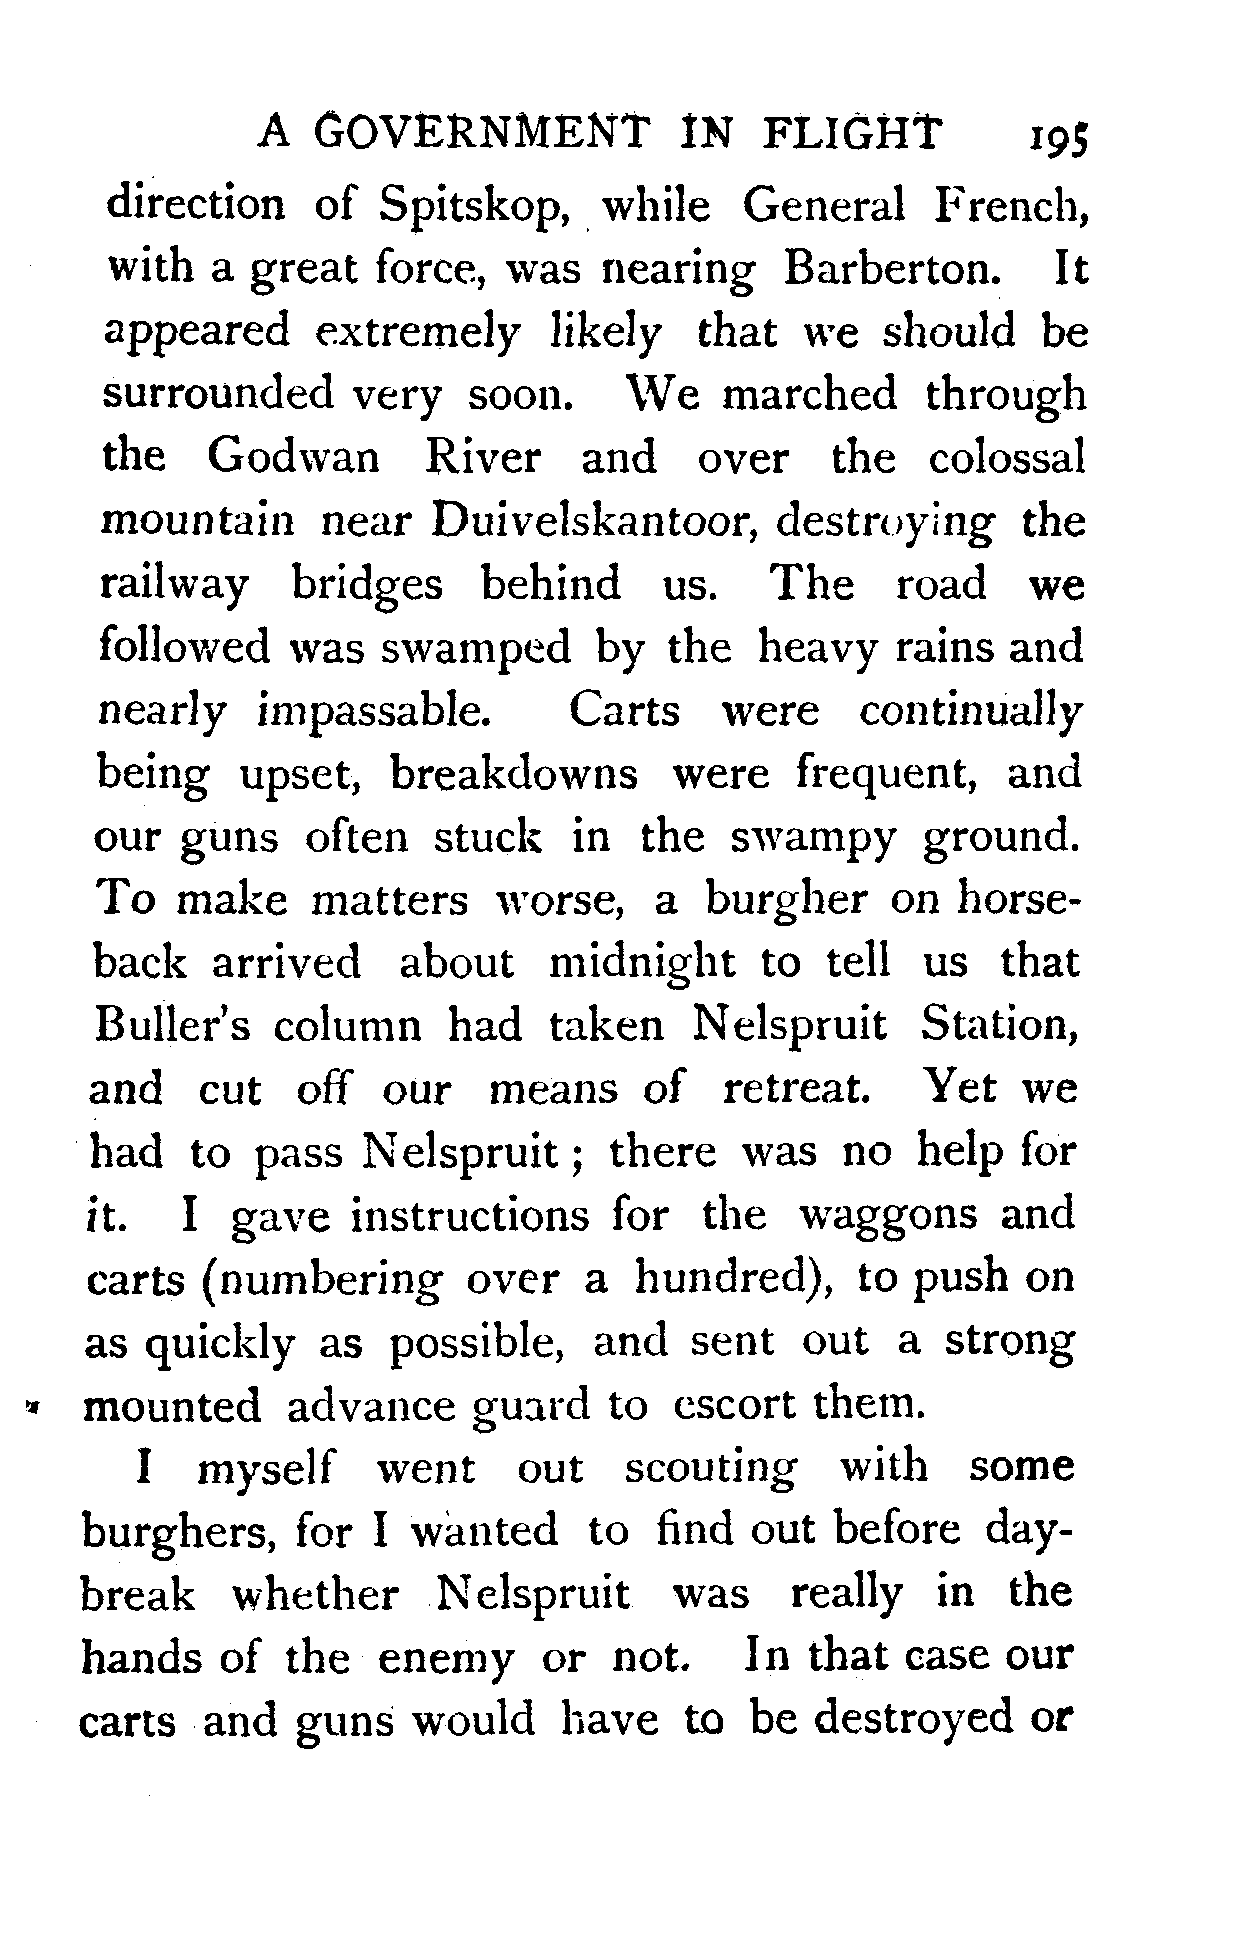 A GOVERNMENT IN FLIGHT 195
direction of Spitskop, while General French,
with a great force, was nearing Barberton. It
appeared extremely likely that we should be
surrounded very soon. We marched through
the Godwan River and over the colossal
mountain near Duivelskantoor, destroying the
railway bridges behind us. The road we
followed was swamped by the heavy rains and
nearly impassable. Carts were continually
being upset, breakdowns were frequent, and
our guns often stuck in the swampy ground.
To make matters worse, a burgher on horse-
back arrived about midnight to tell us that
Buller's column had taken Nelspruit Station,
and cut off our means of retreat. Yet we
had to pass Nelspruit ; there was no help for
it. I gave instructions for the waggons and
carts (numbering over a hundred), to push on
as quickly as possible, and sent out a strong
mounted advance guard to escort them.
I myself went out scouting with some
burghers, for I wanted to find out before day-
break whether Nelspruit was really in the
hands of the enemy or not. In that case our
carts and guns would have to be destroyed or